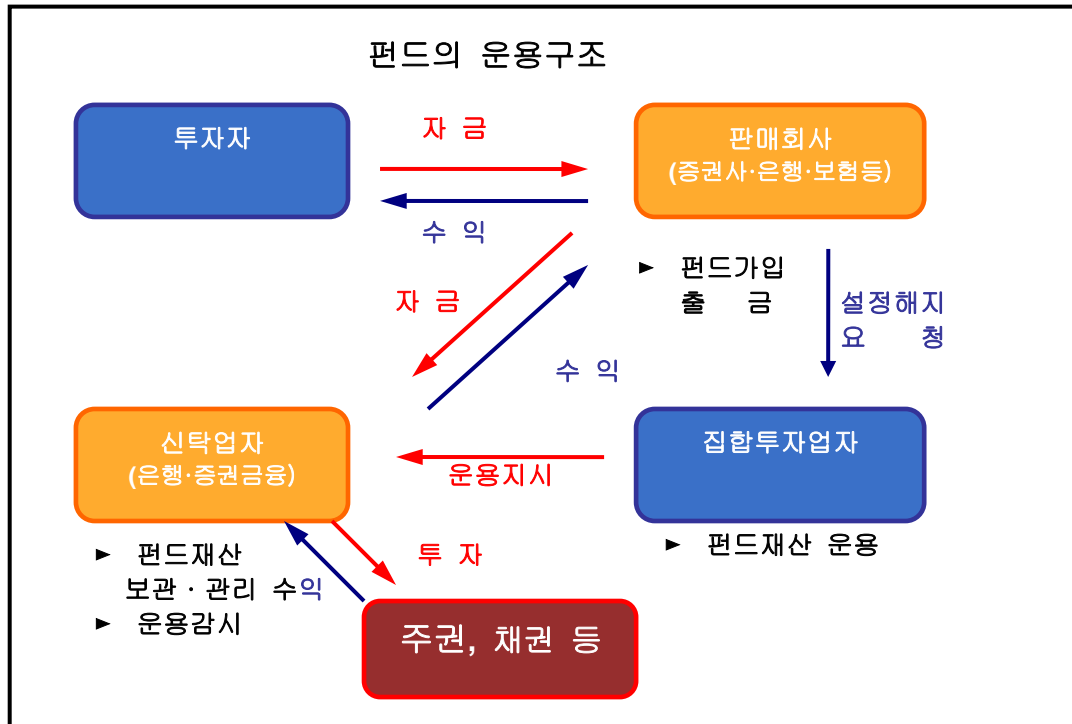 펀드의 운용구조
투자자
자 금
판매회사
(증권사·은행·보험등)
수 익
자 금
► 펀드가입
출 금
설정해지
요 청
수 익
신탁업자
(은행·증권금융)
운용지시
집합투자업자
► 펀드재산 운용
► 펀드재산
보관 · 관리 수익
► 운용감시
투 자
주권, 채권 등